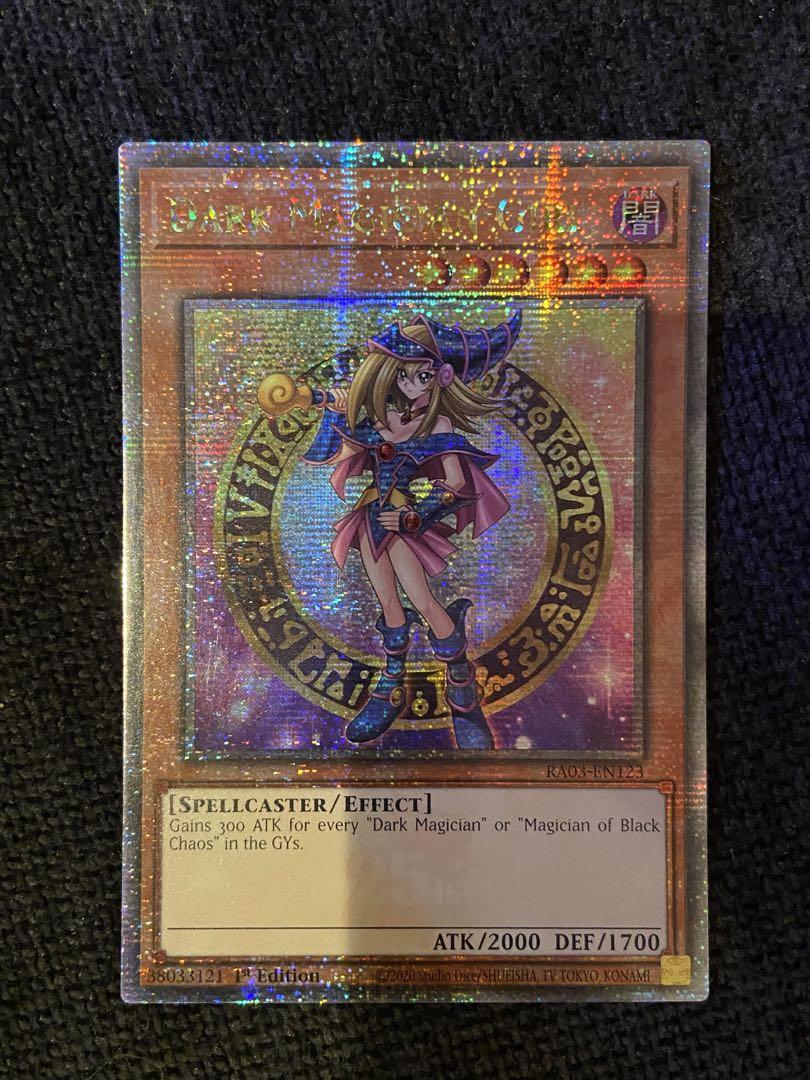 Dark Magician Girl
闇
RA03-EN123
[Spellcaster/Effect]
Gains 300 ATK for every "Dark Magician" or "Magician of Black
Chaos" in the GYs.
ATK/2000 DEF/1700
38033121 1st Edition ©2020 Studio Dice/SHUEISHA, TV TOKYO, KONAMI